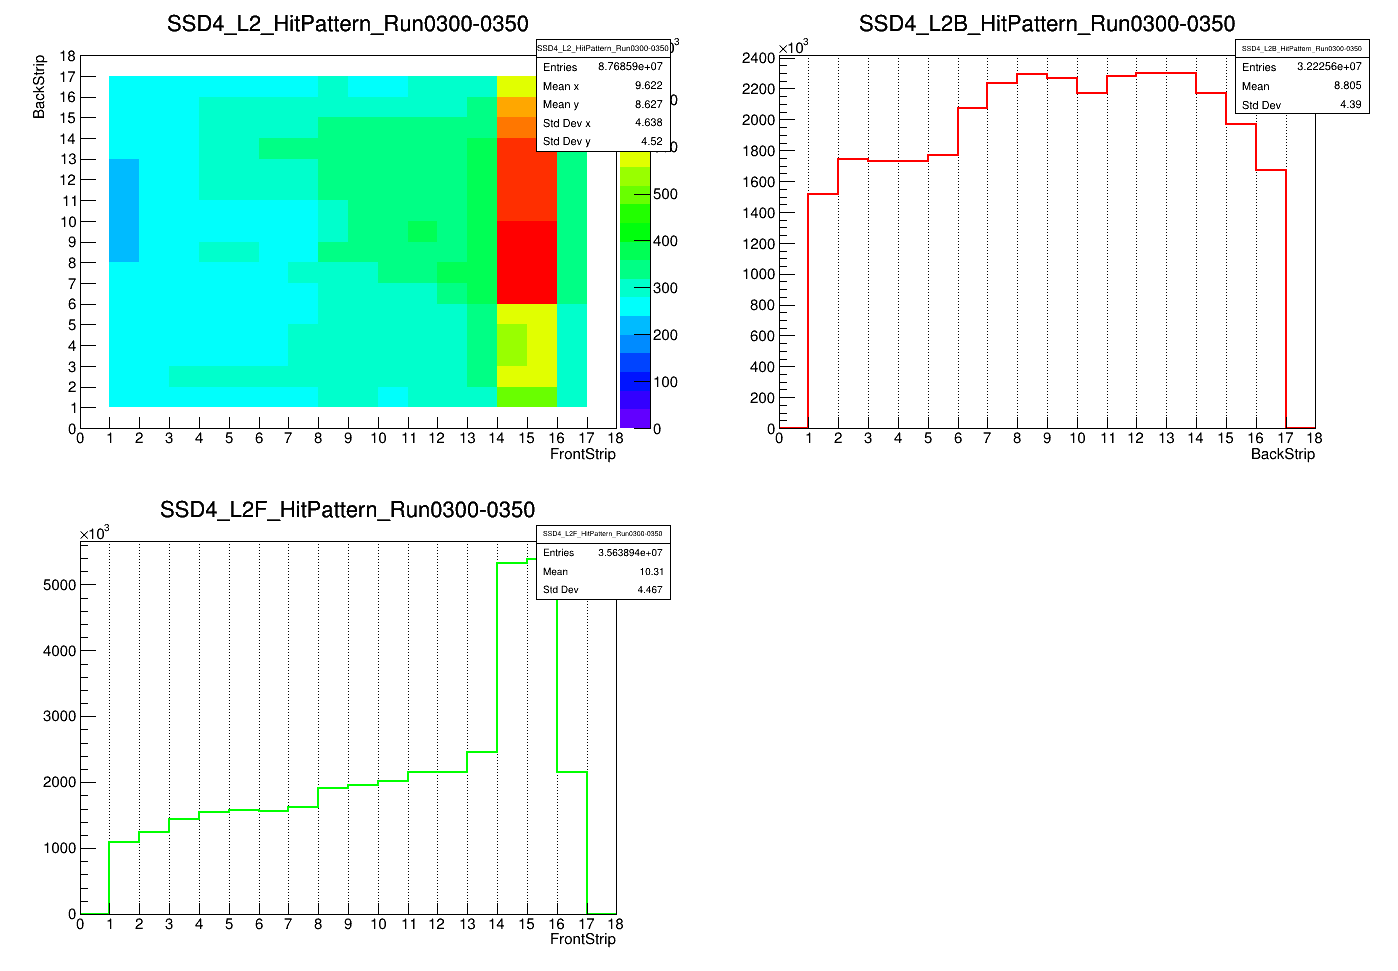 SSD4_L2_HitPattern_Run0300-0350
SSD4_L2_HitPattern_Run0300-0350
Entries 8.76859e+07
Mean x 9.622
Mean y 8.627
Std Dev x 4.638
Std Dev y 4.52
BackStrip
18
17
16
15
14
13
12
11
10
9
8
7
6
5
4
3
2
1
0
0 1 2 3 4 5 6 7 8 9 10 11 12 13 14 15 16 17 18
FrontStrip
500
400
300
200
100
0
SSD4_L2B_HitPattern_Run0300-0350
×10³
SSD4_L2B_HitPattern_Run0300-0350
Entries 3.22256e+07
Mean 8.805
Std Dev 4.39
2400
2200
2000
1800
1600
1400
1200
1000
800
600
400
200
0
0 1 2 3 4 5 6 7 8 9 10 11 12 13 14 15 16 17 18
BackStrip
SSD4_L2F_HitPattern_Run0300-0350
×10³
SSD4_L2F_HitPattern_Run0300-0350
Entries 3.563894e+07
Mean 10.31
Std Dev 4.467
5000
4000
3000
2000
1000
0
0 1 2 3 4 5 6 7 8 9 10 11 12 13 14 15 16 17 18
FrontStrip